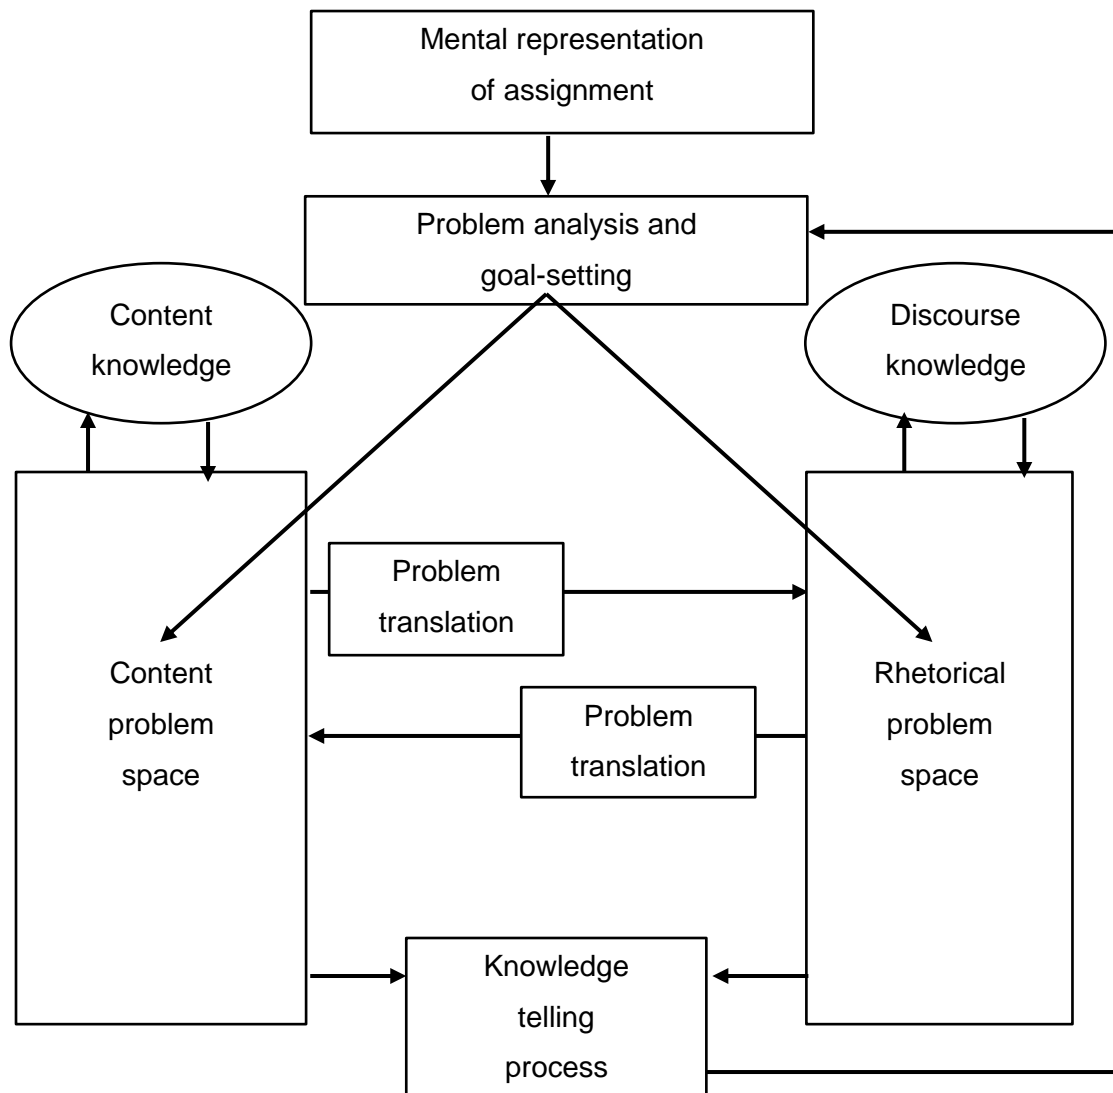 Mental representation
of assignment
Problem analysis and
goal-setting
Content
knowledge
Discourse
knowledge
Problem
translation
Content
problem
space
Rhetorical
problem
space
Problem
translation
Knowledge
telling
process